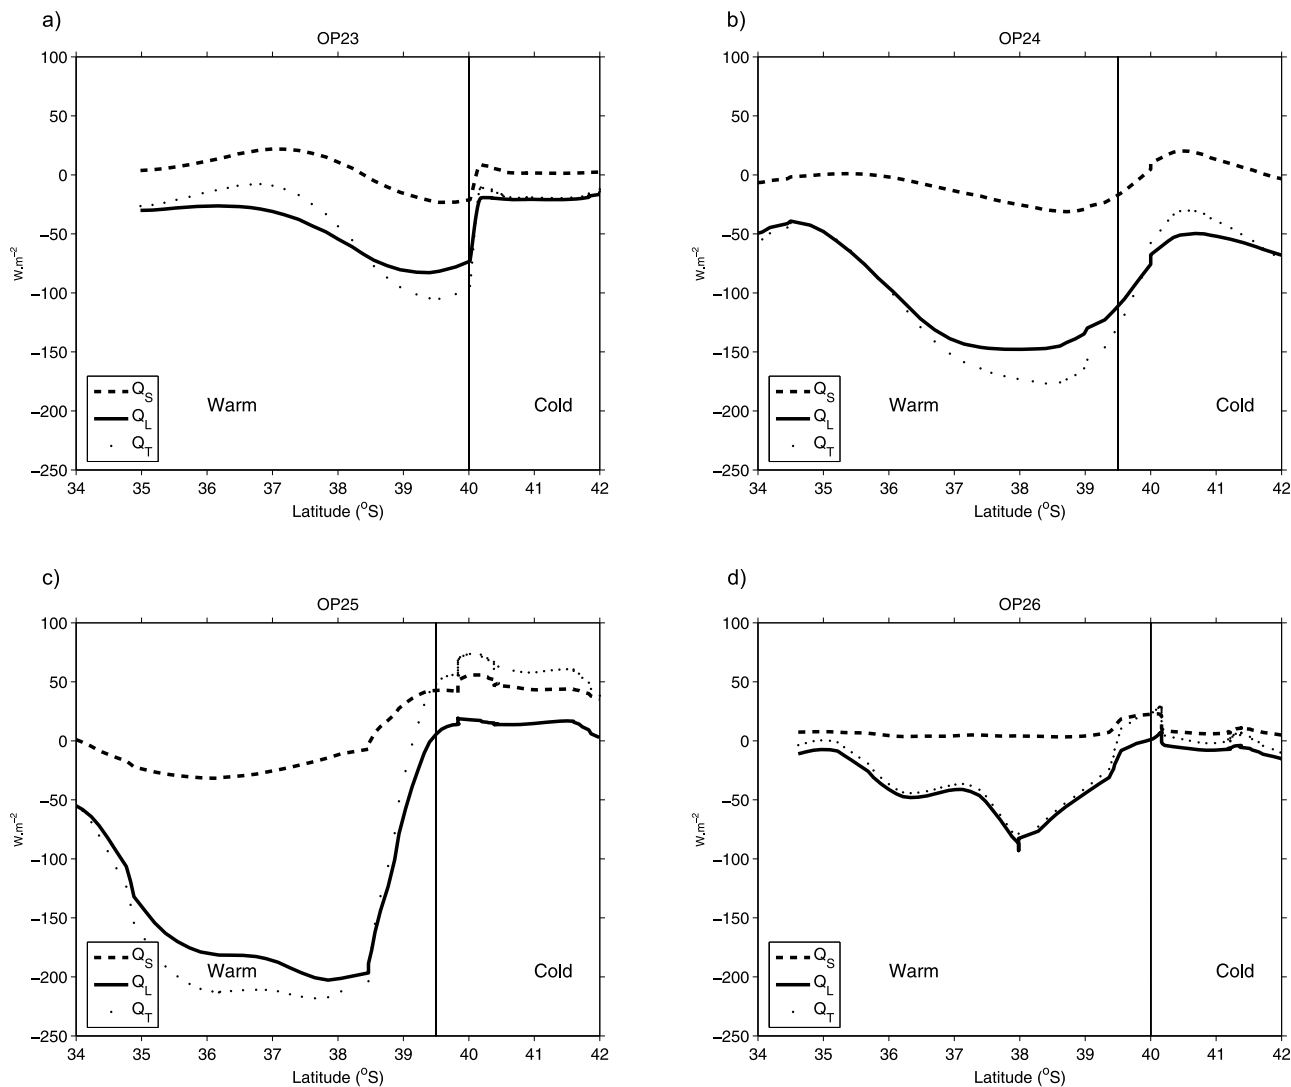 a)
OP23
100
50
0
−50
−100
−150
−200
−250
W.m−2
Q_S
Q_L
Q_T
Warm
Cold
34 35 36 37 38 39 40 41 42
Latitude (oS)
b)
OP24
100
50
0
−50
−100
−150
−200
−250
W.m−2
Q_S
Q_L
Q_T
Warm
Cold
34 35 36 37 38 39 40 41 42
Latitude (oS)
c)
OP25
100
50
0
−50
−100
−150
−200
−250
W.m−2
Q_S
Q_L
Q_T
Warm
Cold
34 35 36 37 38 39 40 41 42
Latitude (oS)
d)
OP26
100
50
0
−50
−100
−150
−200
−250
W.m−2
Q_S
Q_L
Q_T
Warm
Cold
34 35 36 37 38 39 40 41 42
Latitude (oS)